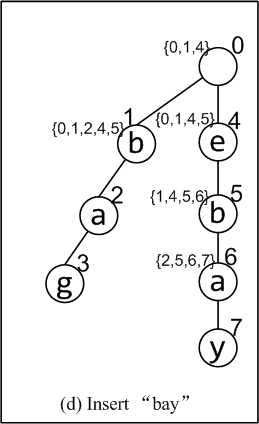 {0,1,4} 0
{0,1,2,4,5} 1 b
{0,1,4,5} 4 e
2 a
{1,4,5,6} 5 b
3 g
{2,5,6,7} 6 a
7 y
(d) Insert “bay”